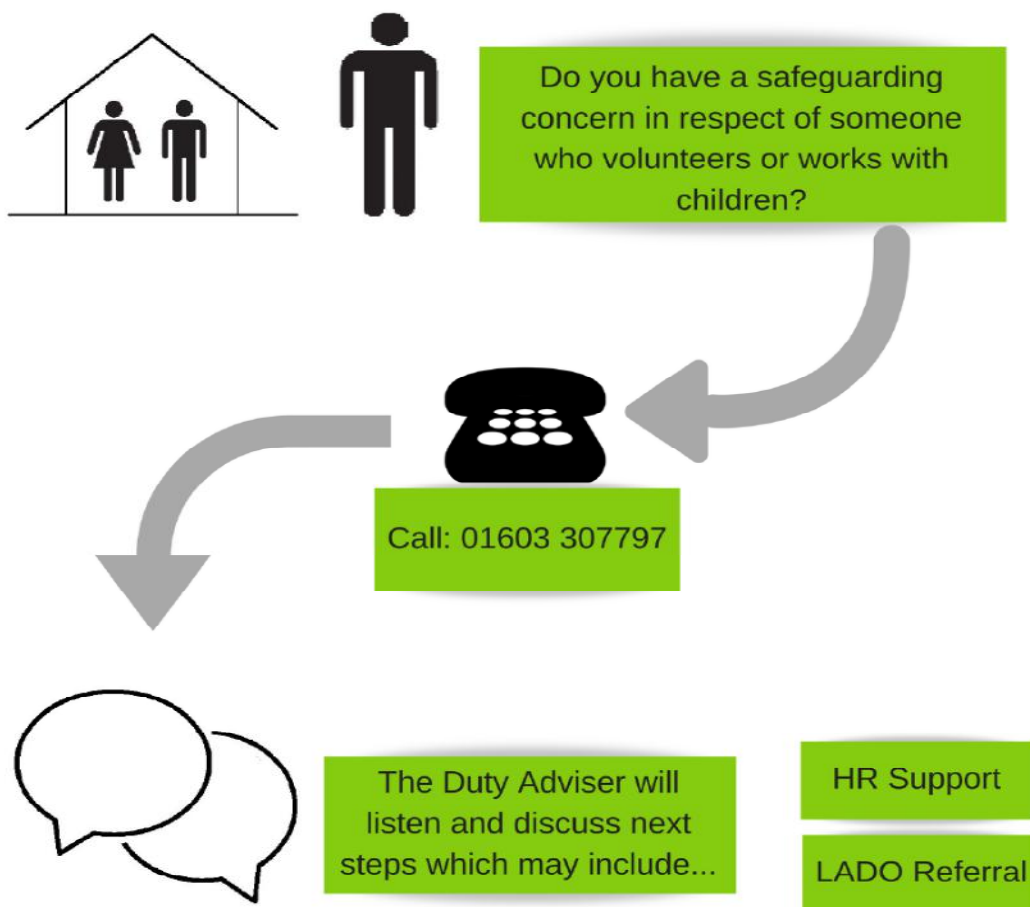 Do you have a safeguarding
concern in respect of someone
who volunteers or works with
children?
Call: 01603 307797
The Duty Adviser will
listen and discuss next
steps which may include...
HR Support
LADO Referral